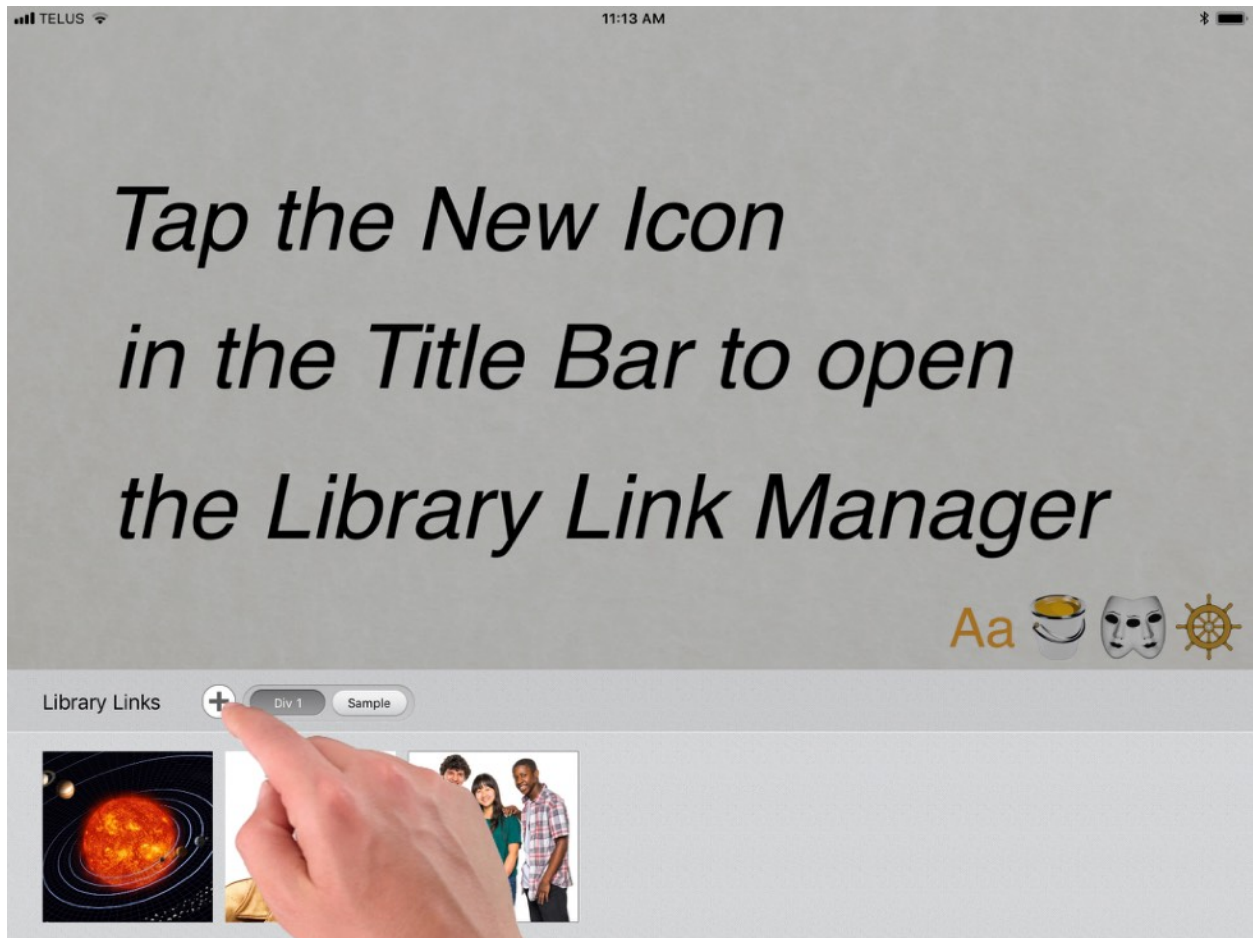 TELUS 11:13 AM
Tap the New Icon
in the Title Bar to open
the Library Link Manager
Aa
Library Links Div 1 Sample